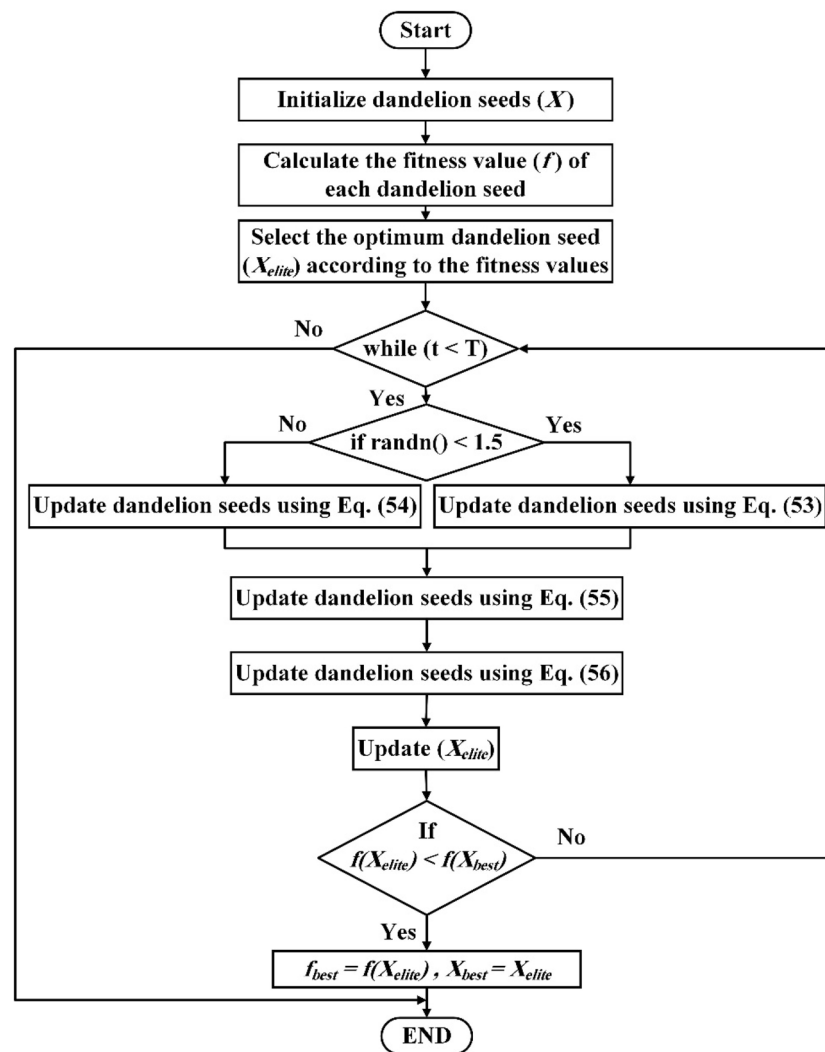 Start
Initialize dandelion seeds (X)
Calculate the fitness value (f) of
each dandelion seed
Select the optimum dandelion seed
(Xelite) according to the fitness values
No
while (t < T)
Yes
No
if randn() < 1.5
Yes
Update dandelion seeds using Eq. (54)
Update dandelion seeds using Eq. (53)
Update dandelion seeds using Eq. (55)
Update dandelion seeds using Eq. (56)
Update (Xelite)
If
f(Xelite) < f(Xbest)
No
Yes
fbest = f(Xelite) , Xbest = Xelite
END